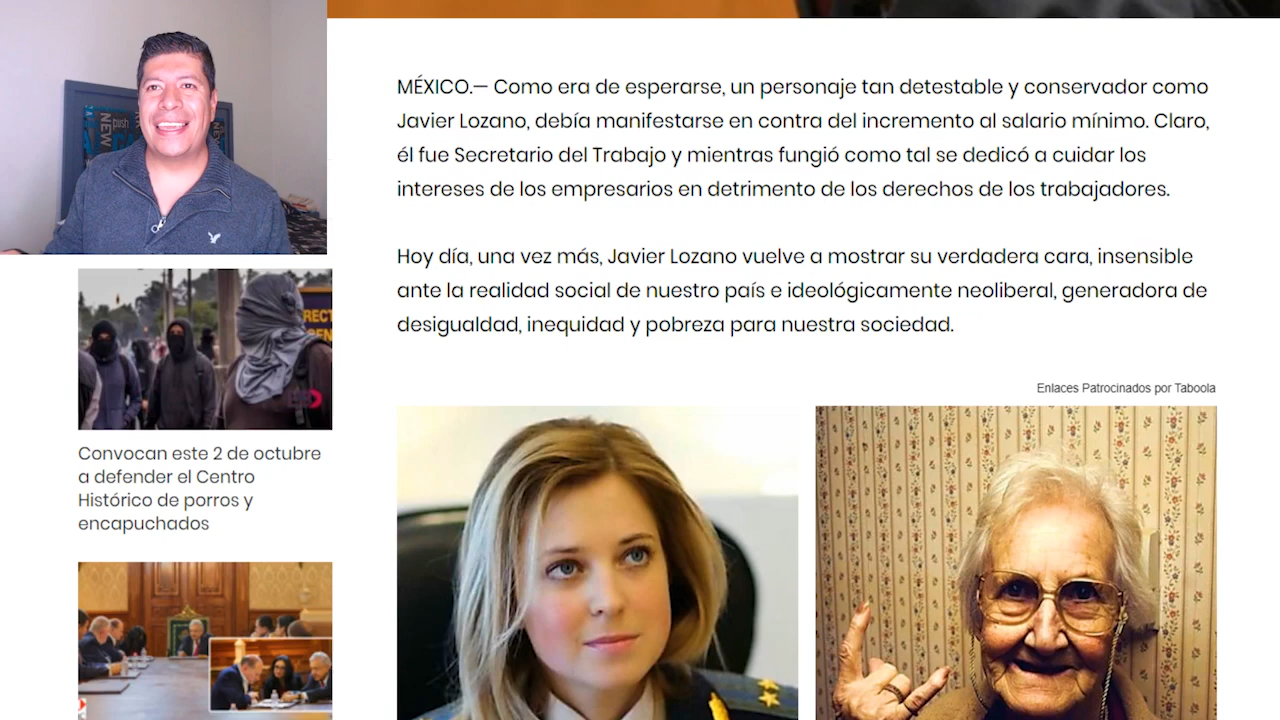 MÉXICO.— Como era de esperarse, un personaje tan detestable y conservador como
Javier Lozano, debía manifestarse en contra del incremento al salario mínimo. Claro,
él fue Secretario del Trabajo y mientras fungió como tal se dedicó a cuidar los
intereses de los empresarios en detrimento de los derechos de los trabajadores.
Hoy día, una vez más, Javier Lozano vuelve a mostrar su verdadera cara, insensible
ante la realidad social de nuestro país e ideológicamente neoliberal, generadora de
desigualdad, inequidad y pobreza para nuestra sociedad.
Enlaces Patrocinados por Taboola
Convocan este 2 de octubre
a defender el Centro
Histórico de porros y
encapuchados
push
NEW